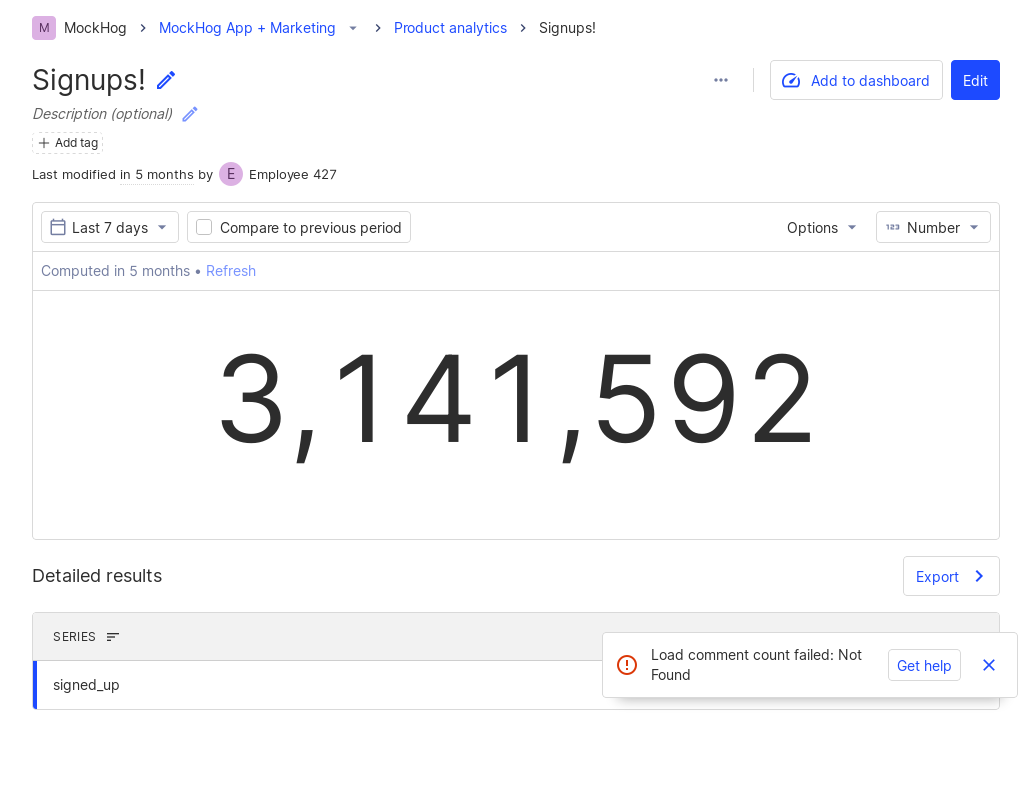 M MockHog MockHog App + Marketing Product analytics Signups!
Signups!
Add to dashboard Edit
Description (optional)
Add tag
Last modified in 5 months by E Employee 427
Last 7 days Compare to previous period Options 123 Number
Computed in 5 months • Refresh
3,141,592
Detailed results
Export
SERIES
Load comment count failed: Not
Found
Get help
signed_up